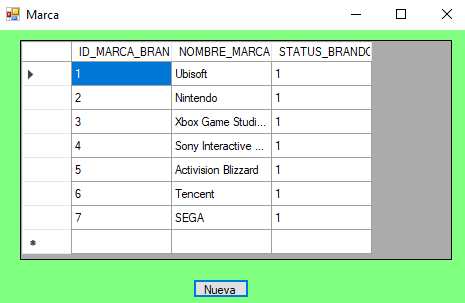 Marca
ID_MARCA_BRAN NOMBRE_MARCA STATUS_BRAND
1 Ubisoft 1
2 Nintendo 1
3 Xbox Game Studi... 1
4 Sony Interactive ... 1
5 Activision Blizzard 1
6 Tencent 1
7 SEGA 1
Nueva